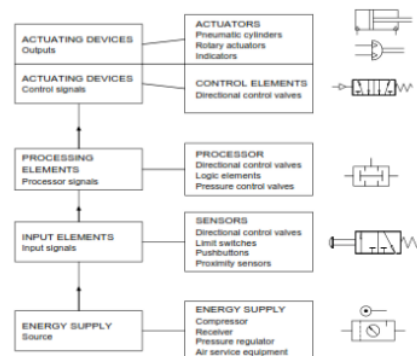 ACTUATING DEVICES
Outputs
ACTUATORS
Pneumatic cylinders
Rotary actuators
Indicators
ACTUATING DEVICES
Control signals
CONTROL ELEMENTS
Directional control valves
PROCESSING
ELEMENTS
Processor signals
PROCESSOR
Directional control valves
Logic elements
Pressure control valves
INPUT ELEMENTS
Input signals
SENSORS
Directional control valves
Limit switches
Pushbuttons
Proximity sensors
ENERGY SUPPLY
Source
ENERGY SUPPLY
Compressor
Receiver
Pressure regulator
Air service equipment